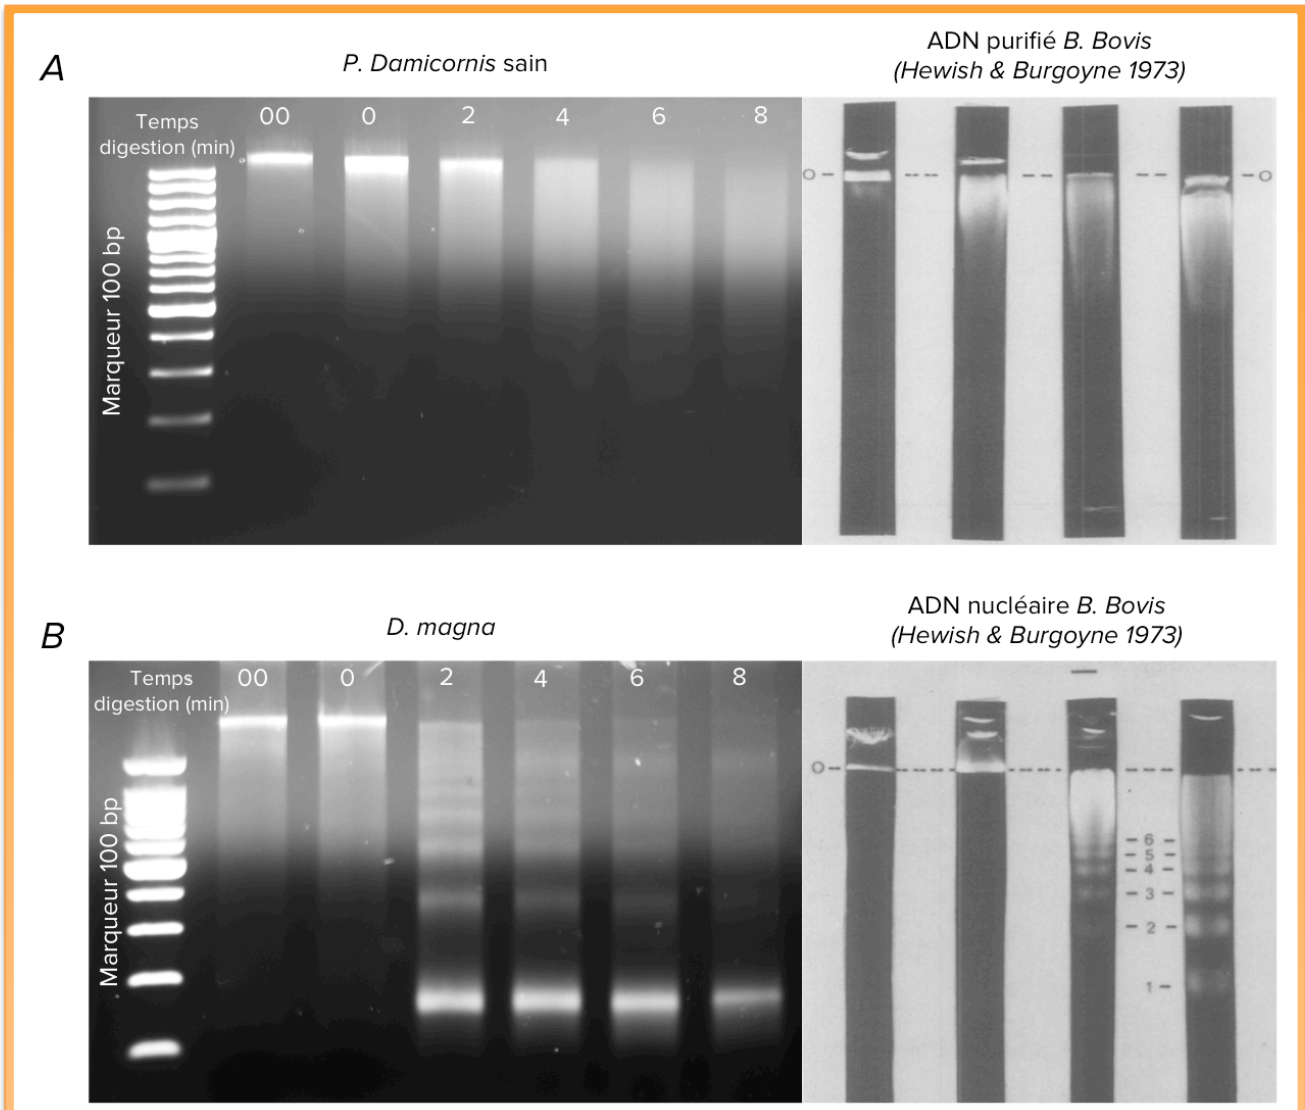 A
P. Damicornis sain
ADN purifié B. Bovis
(Hewish & Burgoyne 1973)
Temps
digestion (min)
00 0 2 4 6 8
Marqueur 100 bp
O
O
B
D. magna
ADN nucléaire B. Bovis
(Hewish & Burgoyne 1973)
Temps
digestion (min)
00 0 2 4 6 8
Marqueur 100 bp
O
6
5
4
3
2
1